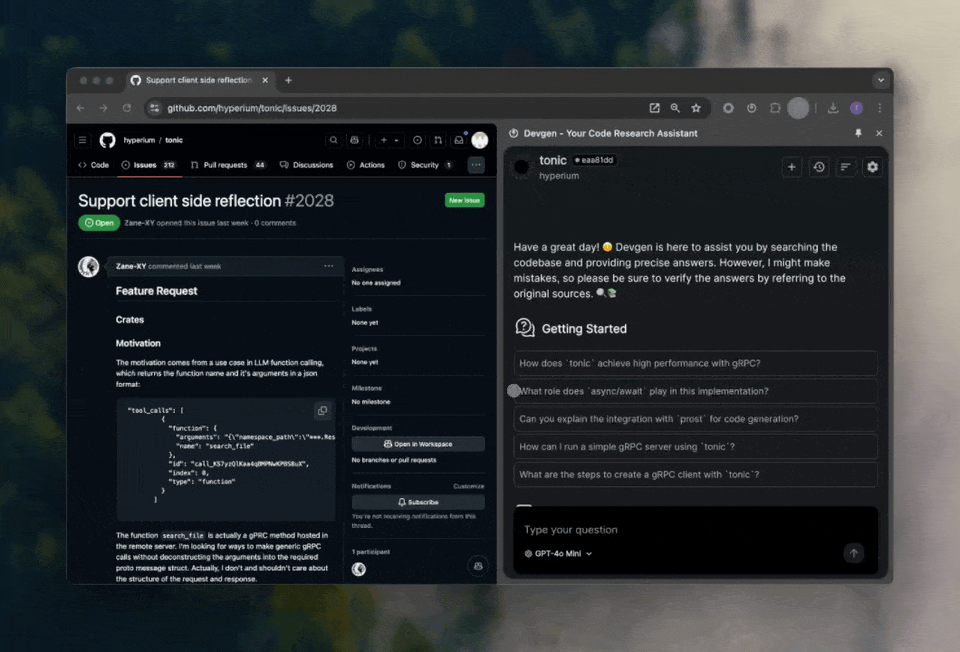 Support client side reflection
github.com/hyperium/tonic/issues/2028
hyperium / tonic
Code
Issues 212
Pull requests 44
Discussions
Actions
Security 1
Support client side reflection #2028
New issue
Open
Zane-XY opened this issue last week · 0 comments
Zane-XY commented last week
Feature Request
Crates
Motivation
The motivation comes from a use case in LLM function calling,
which returns the function name and it's arguments in a json
format:
"tool_calls": [
{
"function": {
"arguments": "{\"namespace_path\":\"***.Res
"name": "search_file"
},
"index": 0,
"type": "function"
}
]
The function search_file is actually a gPRC method hosted in
the remote server. I'm looking for ways to make generic gRPC
calls without deconstructing the arguments into the required
proto message struct. Actually, I don't and shouldn't care about
the structure of the request and response.
Assignees
No one assigned
Labels
None yet
Projects
None yet
Milestone
No milestone
Development
Open in Workspace
No branches or pull requests
Notifications
Customize
Subscribe
You're not receiving notifications from this
thread.
1 participant
Devgen - Your Code Research Assistant
tonic
eaa81dd
hyperium
Have a great day! 😊 Devgen is here to assist you by searching the
codebase and providing precise answers. However, I might make
mistakes, so please be sure to verify the answers by referring to the
original sources.
Getting Started
How does `tonic` achieve high performance with gRPC?
What role does `async/await` play in this implementation?
Can you explain the integration with `prost` for code generation?
How can I run a simple gRPC server using `tonic`?
What are the steps to create a gRPC client with `tonic`?
Type your question
GPT-4o Mini